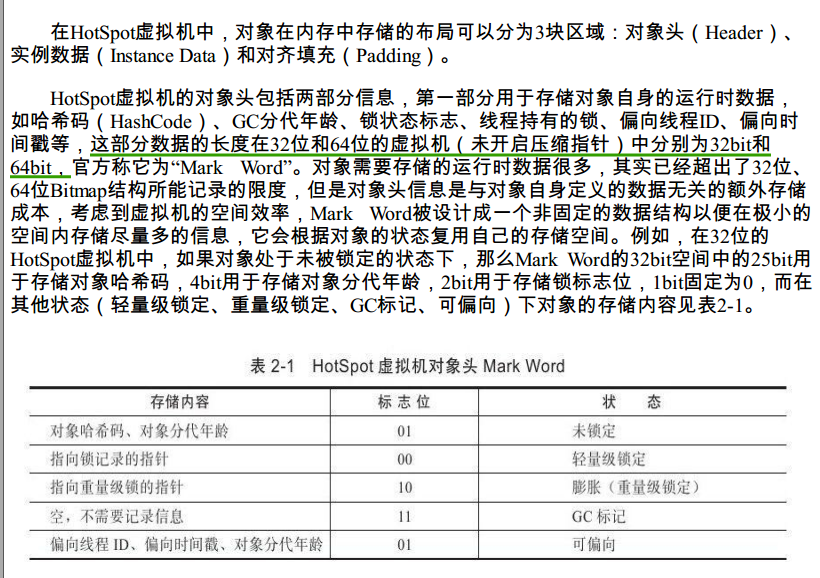 在HotSpot虚拟机中，对象在内存中存储的布局可以分为3块区域：对象头（Header）、
实例数据（Instance Data）和对齐填充（Padding）。
HotSpot虚拟机的对象头包括两部分信息，第一部分用于存储对象自身的运行时数据，
如哈希码（HashCode）、GC分代年龄、锁状态标志、线程持有的锁、偏向线程ID、偏向时
间戳等，这部分数据的长度在32位和64位的虚拟机（未开启压缩指针）中分别为32bit和
64bit，官方称它为“Mark Word”。对象需要存储的运行时数据很多，其实已经超出了32位、
64位Bitmap结构所能记录的限度，但是对象头信息是与对象自身定义的数据无关的额外存储
成本，考虑到虚拟机的空间效率，Mark Word被设计成一个非固定的数据结构以便在极小的
空间内存储尽量多的信息，它会根据对象的状态复用自己的存储空间。例如，在32位的
HotSpot虚拟机中，如果对象处于未被锁定的状态下，那么Mark Word的32bit空间中的25bit用
于存储对象哈希码，4bit用于存储对象分代年龄，2bit用于存储锁标志位，1bit固定为0，而在
其他状态（轻量级锁定、重量级锁定、GC标记、可偏向）下对象的存储内容见表2-1。
表 2-1 HotSpot 虚拟机对象头 Mark Word
存储内容 标志位 状 态
对象哈希码、对象分代年龄 01 未锁定
指向锁记录的指针 00 轻量级锁定
指向重量级锁的指针 10 膨胀（重量级锁定）
空，不需要记录信息 11 GC 标记
偏向线程 ID、偏向时间戳、对象分代年龄 01 可偏向